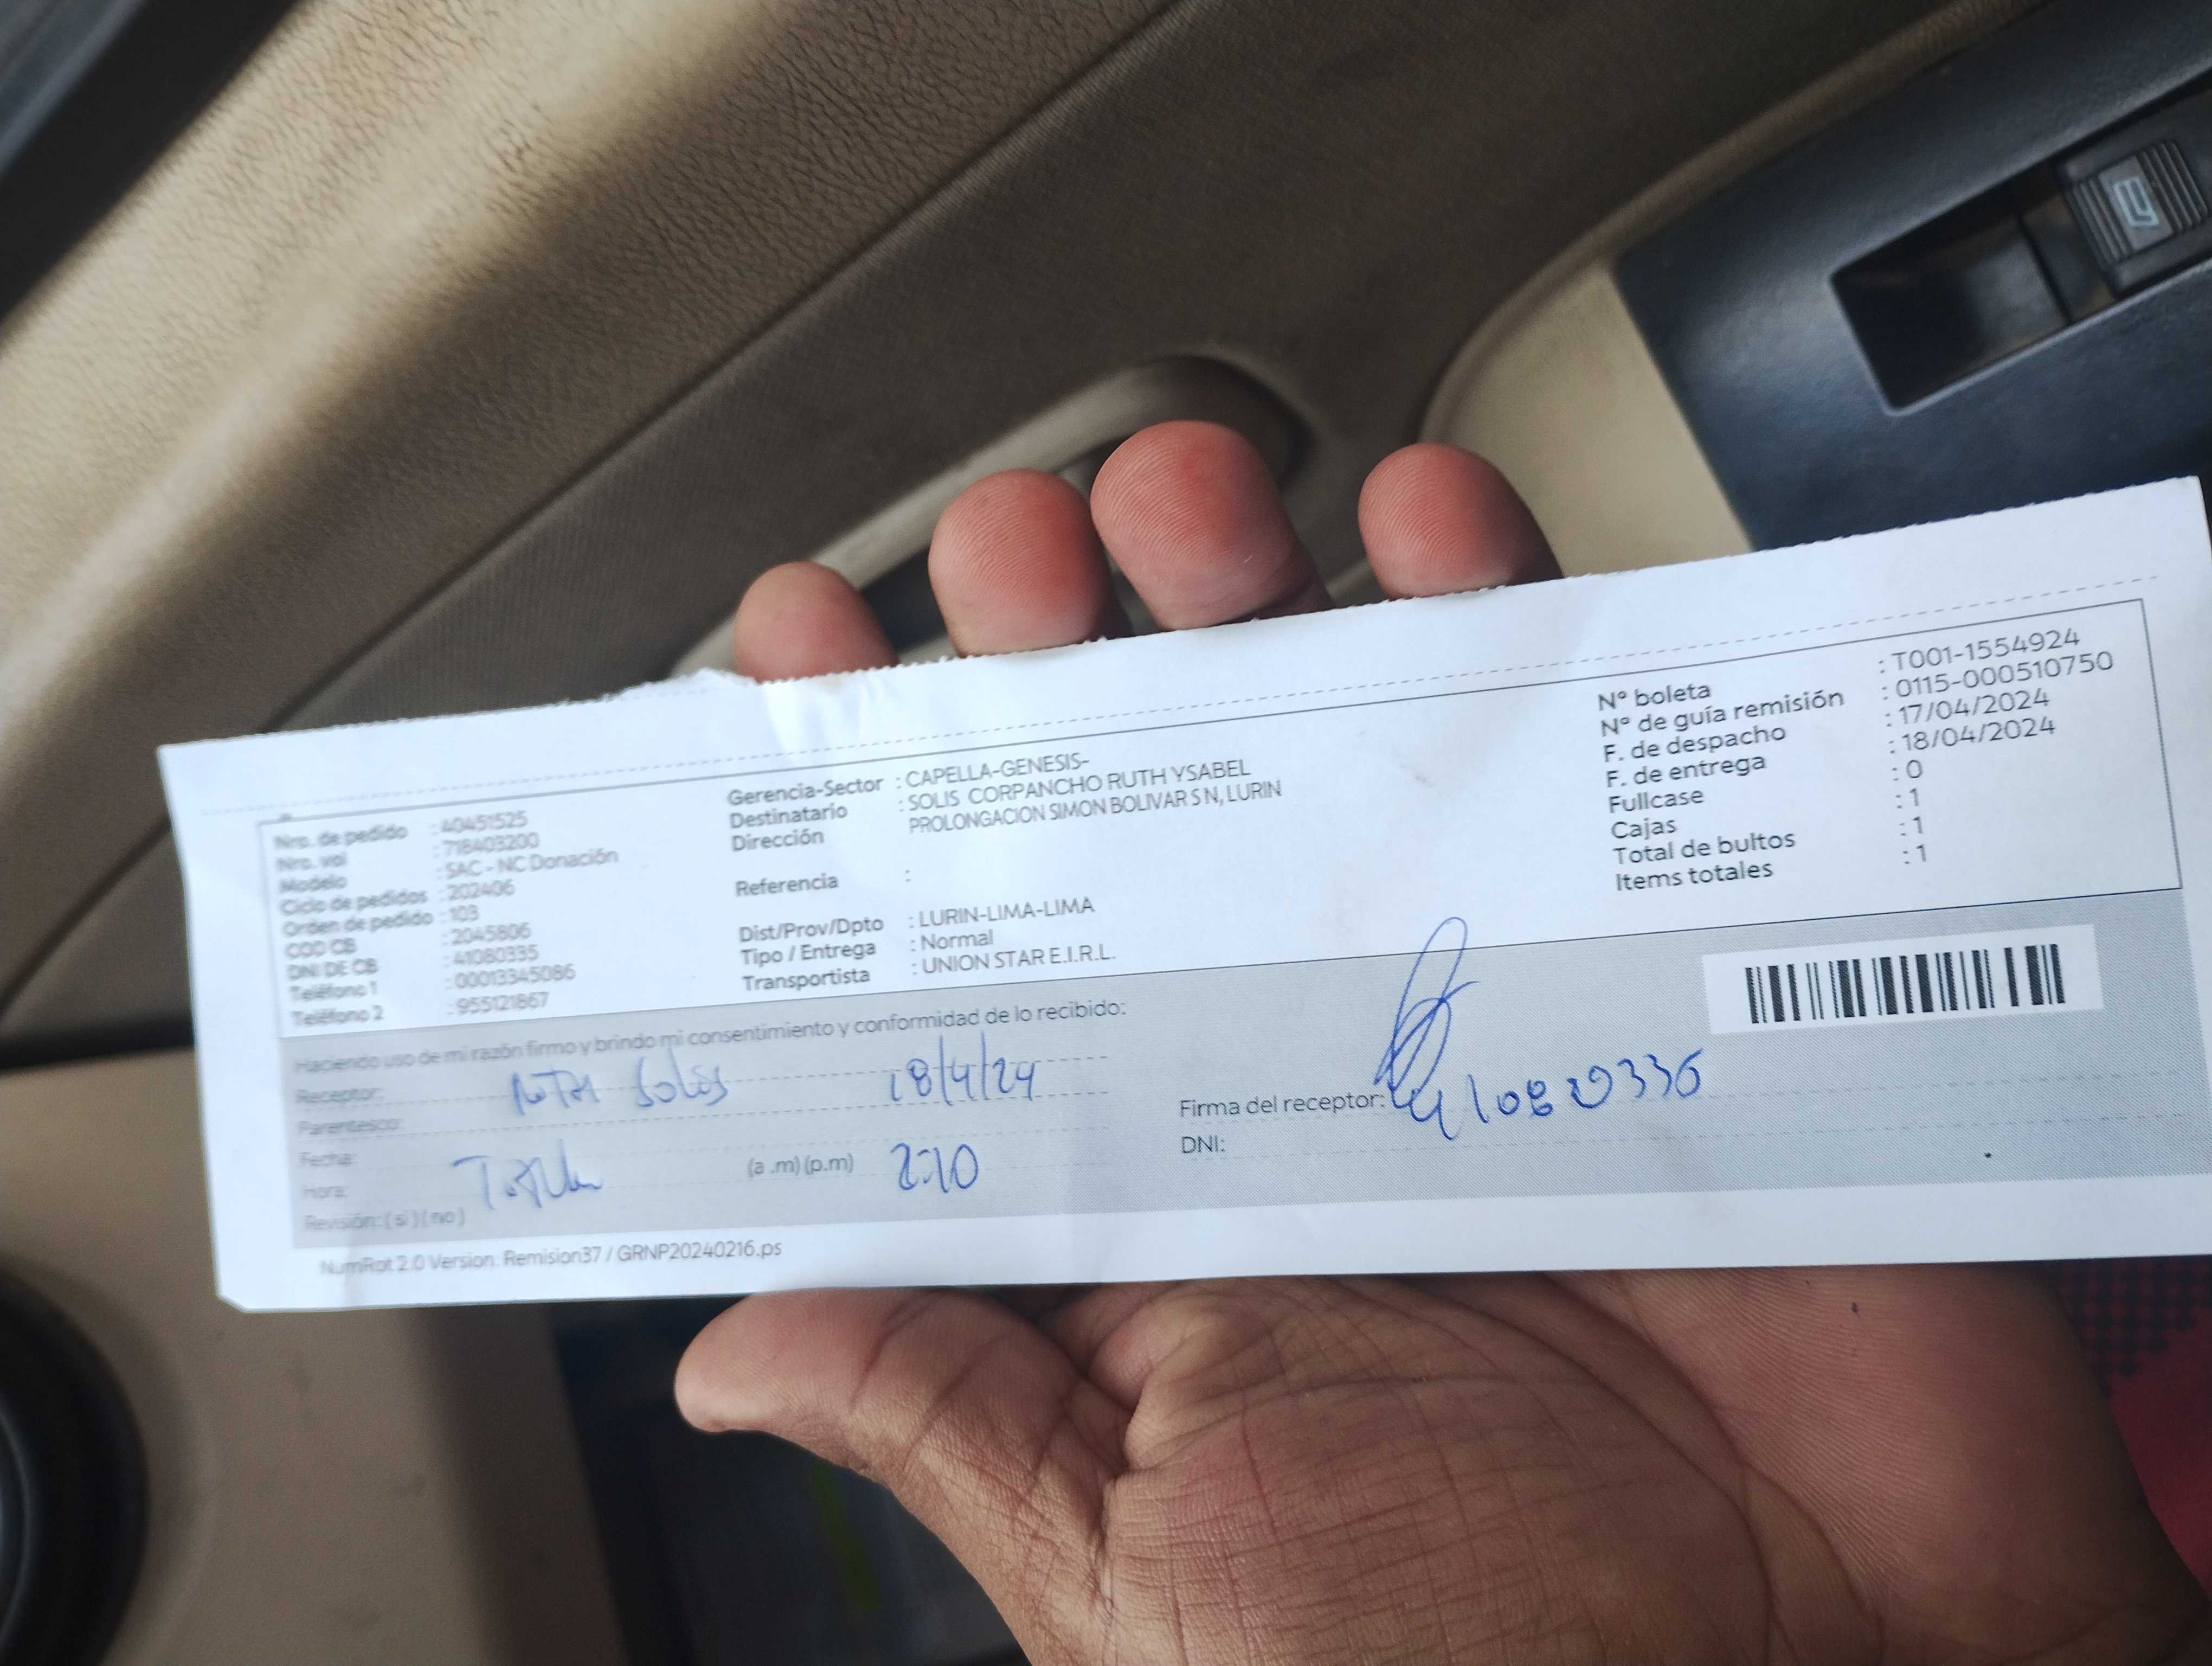 Nro. de pedido : 40451525
Nro. val : 718403200
Modelo : SAC - NC Donación
Ciclo de pedidos : 202406
Orden de pedido : 103
COD CB : 2045806
DNI DE CB : 41080335
Teléfono 1 : 00013345086
Teléfono 2 : 955121867
Gerencia-Sector : CAPELLA-GENESIS-
Destinatario : SOLIS CORPANCHO RUTH YSABEL
Dirección : PROLONGACION SIMON BOLIVAR S N, LURIN
Referencia :
Dist/Prov/Dpto : LURIN-LIMA-LIMA
Tipo / Entrega : Normal
Transportista : UNION STAR E.I.R.L.
N° boleta : T001-1554924
N° de guía remisión : 0115-000510750
F. de despacho : 17/04/2024
F. de entrega : 18/04/2024
Fullcase : 0
Cajas : 1
Total de bultos : 1
Items totales : 1
Haciendo uso de mi razón firmo y brindo mi consentimiento y conformidad de lo recibido:
Receptor: Solis 18/4/24
Parentesco:
Fecha:
Hora: (a .m) (p.m) 2:10
Revisión: ( si ) ( no )
Firma del receptor:
DNI:
NumRot 2.0 Version: Remision37 / GRNP20240216.ps